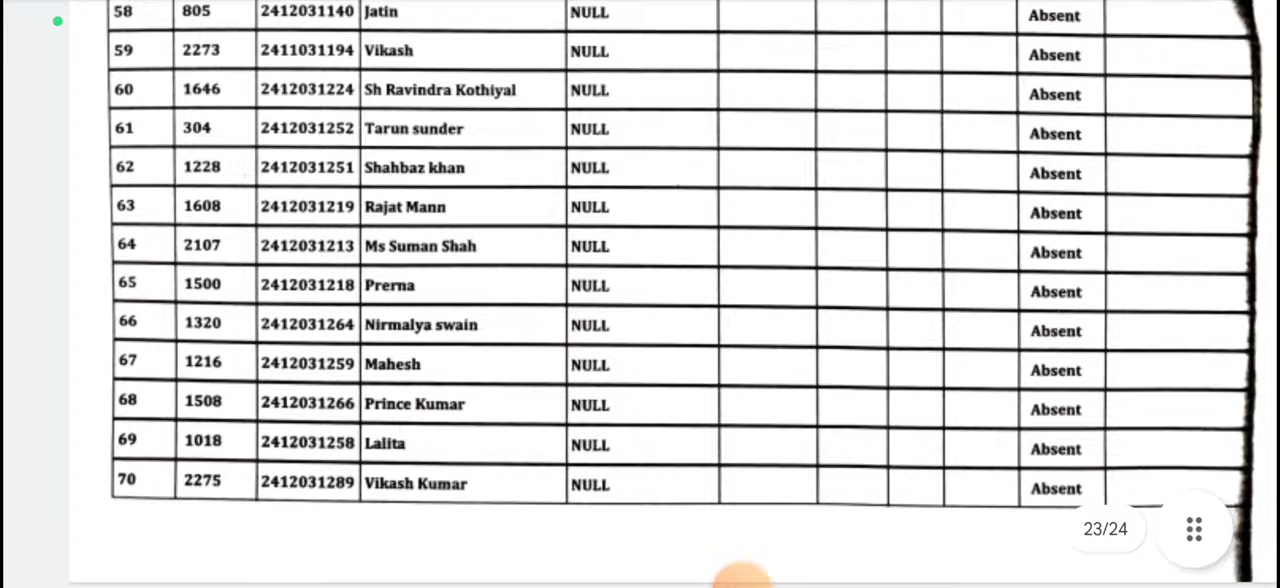 58 805 2412031140 Jatin NULL Absent
59 2273 2411031194 Vikash NULL Absent
60 1646 2412031224 Sh Ravindra Kothiyal NULL Absent
61 304 2412031252 Tarun sunder NULL Absent
62 1228 2412031251 Shahbaz khan NULL Absent
63 1608 2412031219 Rajat Mann NULL Absent
64 2107 2412031213 Ms Suman Shah NULL Absent
65 1500 2412031218 Prerna NULL Absent
66 1320 2412031264 Nirmalya swain NULL Absent
67 1216 2412031259 Mahesh NULL Absent
68 1508 2412031266 Prince Kumar NULL Absent
69 1018 2412031258 Lalita NULL Absent
70 2275 2412031289 Vikash Kumar NULL Absent
23/24